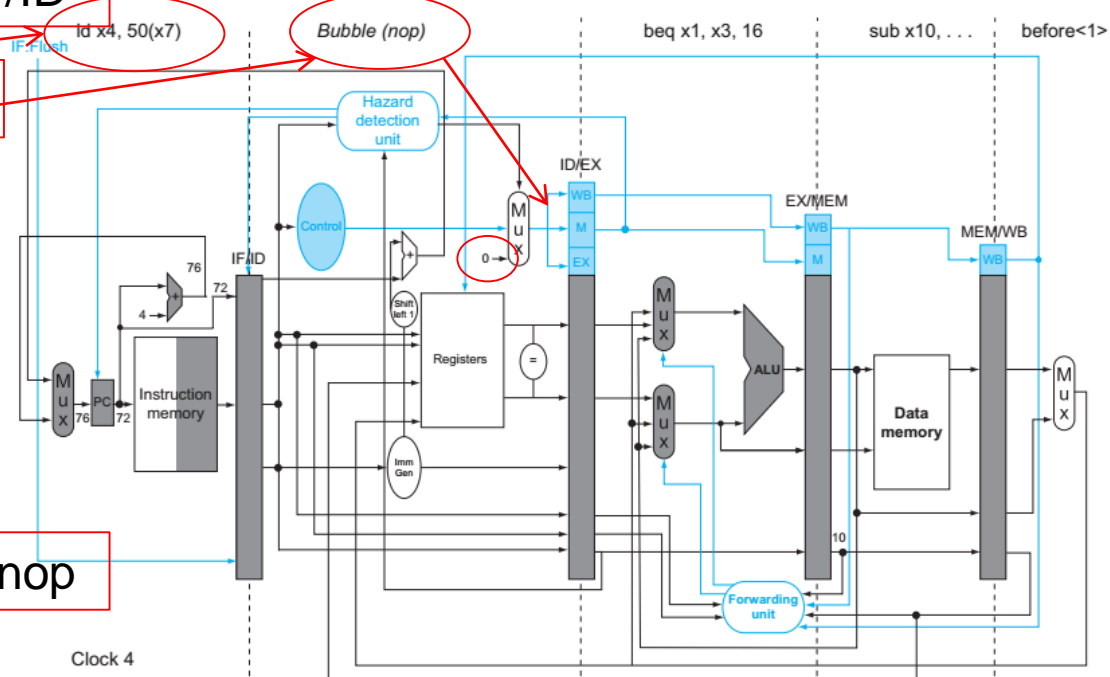 /ID
ld x4, 50(x7)
Bubble (nop)
beq x1, x3, 16
sub x10, . . .
before<1>
IF.Flush
Hazard
detection
unit
ID/EX
WB
M
EX
EX/MEM
WB
M
MEM/WB
WB
Control
M
u
x
0
IF/ID
76
72
4
+
+
Shift
left 1
Registers
=
M
u
x
M
u
x
ALU
Data
memory
M
u
x
M
u
x
76
PC
72
Instruction
memory
Imm
Gen
10
nop
Forwarding
unit
Clock 4